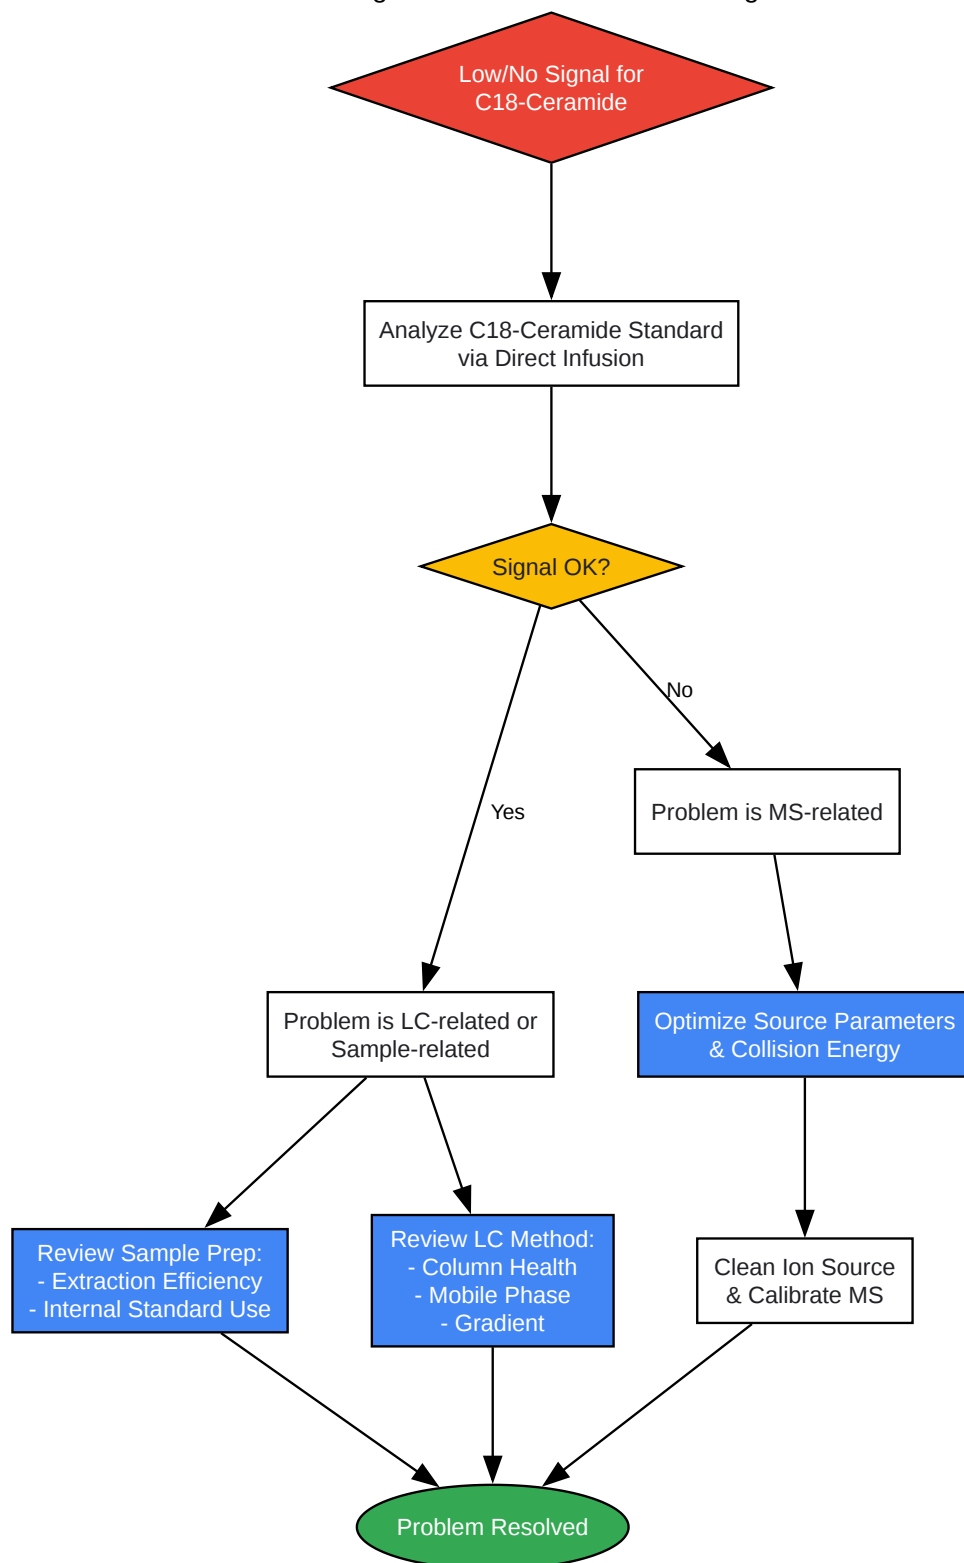 Low/No Signal for
C18-Ceramide
Analyze C18-Ceramide Standard
via Direct Infusion
Signal OK?
No
Yes
Problem is MS-related
Problem is LC-related or
Sample-related
Optimize Source Parameters
& Collision Energy
Review Sample Prep:
- Extraction Efficiency
- Internal Standard Use
Review LC Method:
- Column Health
- Mobile Phase
- Gradient
Clean Ion Source
& Calibrate MS
Problem Resolved